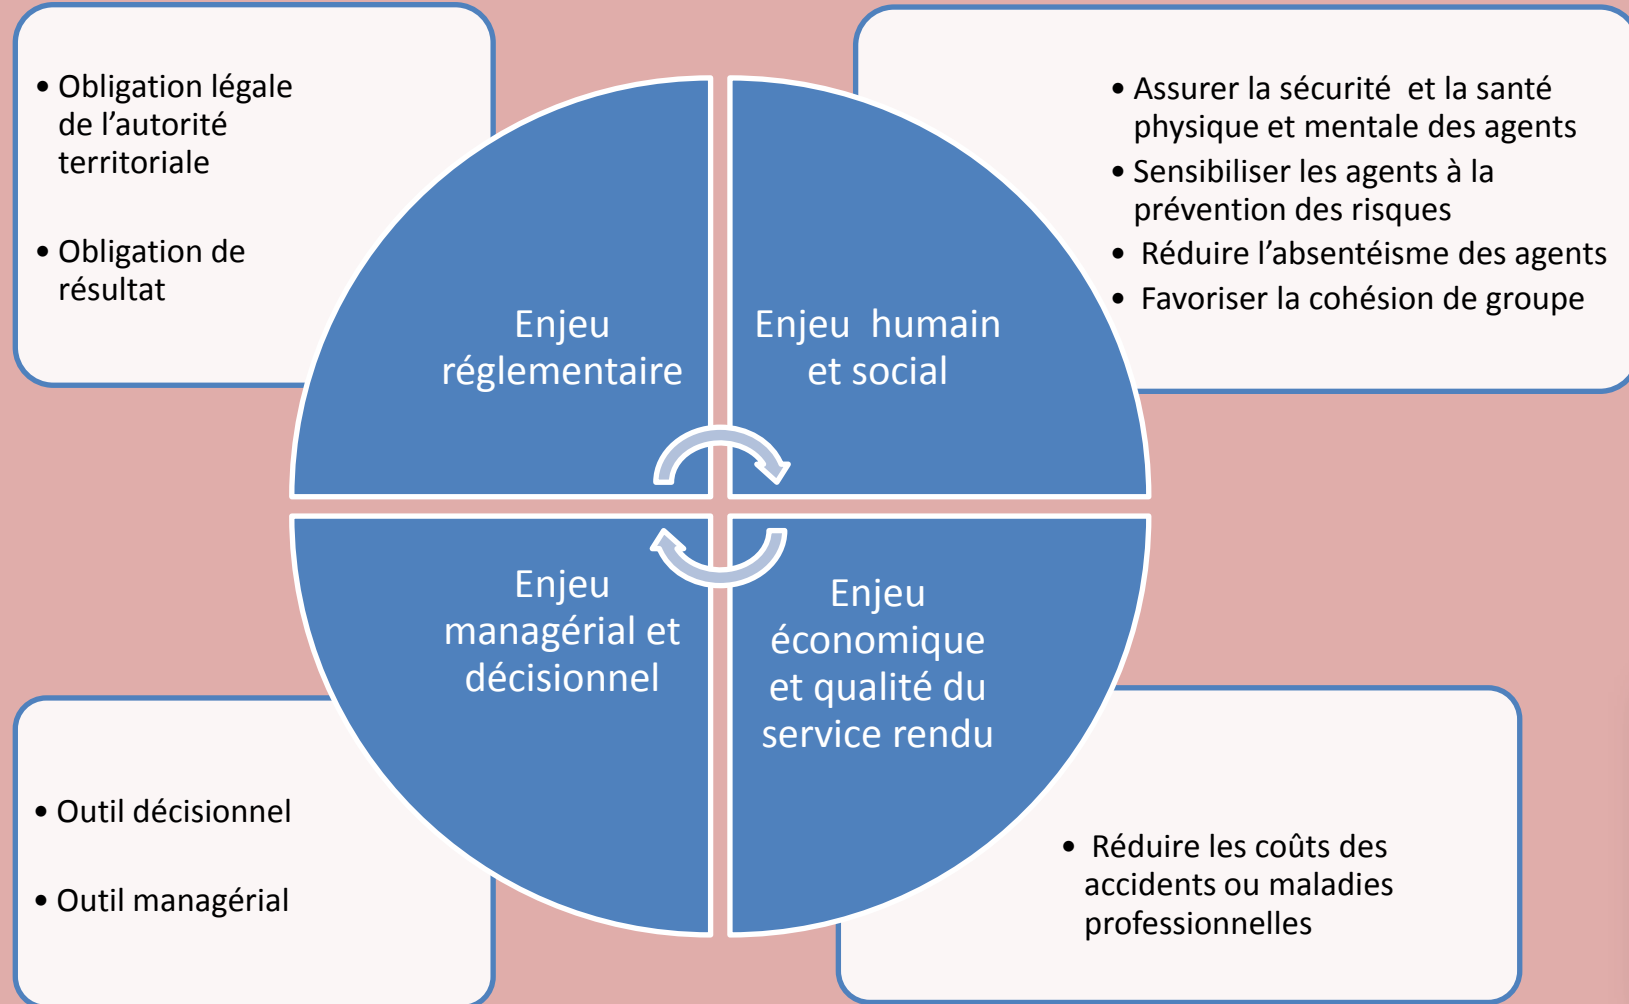 • Obligation légale
de l’autorité
territoriale
• Obligation de
résultat
• Assurer la sécurité et la santé
physique et mentale des agents
• Sensibiliser les agents à la
prévention des risques
• Réduire l’absentéisme des agents
• Favoriser la cohésion de groupe
Enjeu
réglementaire
Enjeu humain
et social
Enjeu
managérial et
décisionnel
Enjeu
économique
et qualité du
service rendu
• Outil décisionnel
• Outil managérial
• Réduire les coûts des
accidents ou maladies
professionnelles